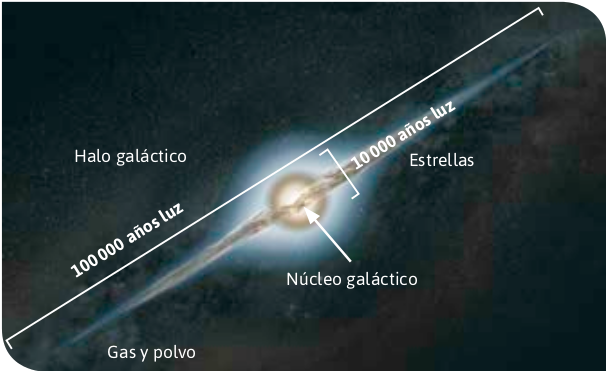 10 000 años luz
Halo galáctico
Estrellas
100 000 años luz
Núcleo galáctico
Gas y polvo